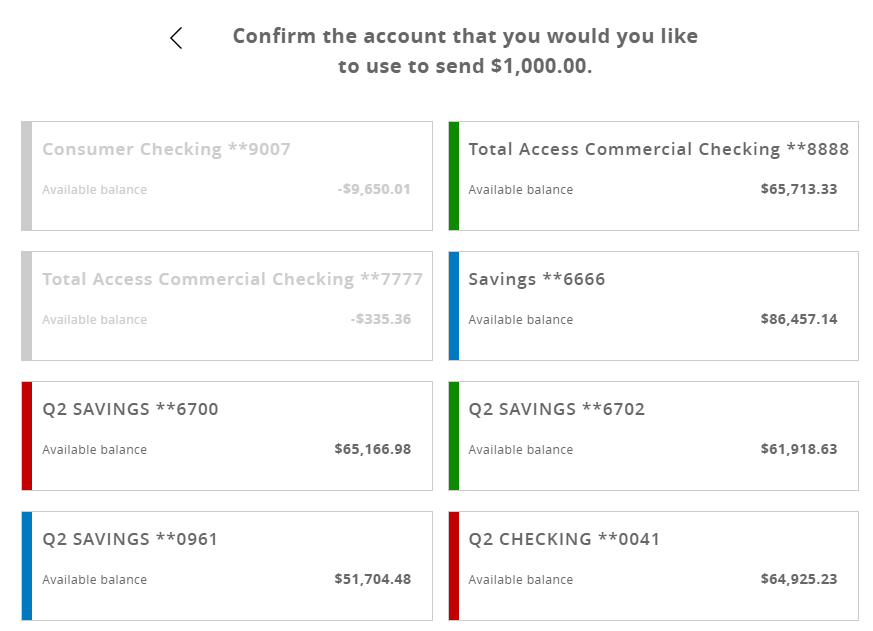 Confirm the account that you would you like
to use to send $1,000.00.
Consumer Checking **9007
Available balance -$9,650.01
Total Access Commercial Checking **8888
Available balance $65,713.33
Total Access Commercial Checking **7777
Available balance -$335.36
Savings **6666
Available balance $86,457.14
Q2 SAVINGS **6700
Available balance $65,166.98
Q2 SAVINGS **6702
Available balance $61,918.63
Q2 SAVINGS **0961
Available balance $51,704.48
Q2 CHECKING **0041
Available balance $64,925.23